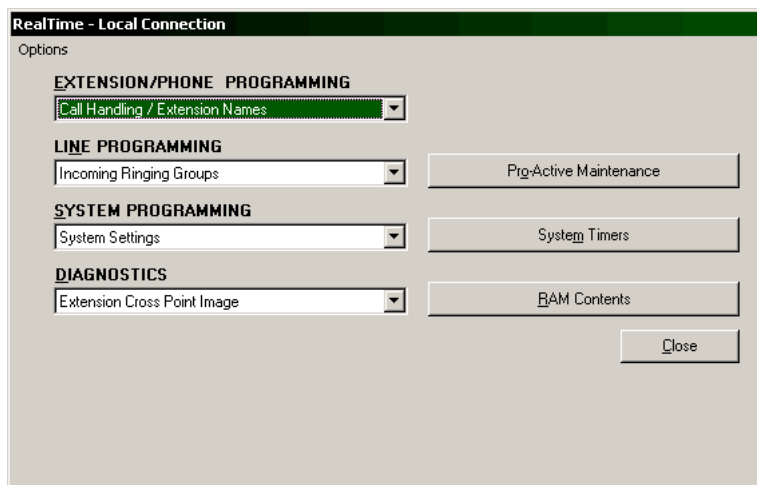 RealTime - Local Connection
Options
EXTENSION/PHONE PROGRAMMING
Call Handling / Extension Names
LINE PROGRAMMING
Incoming Ringing Groups
Pro-Active Maintenance
SYSTEM PROGRAMMING
System Settings
System Timers
DIAGNOSTICS
Extension Cross Point Image
RAM Contents
Close